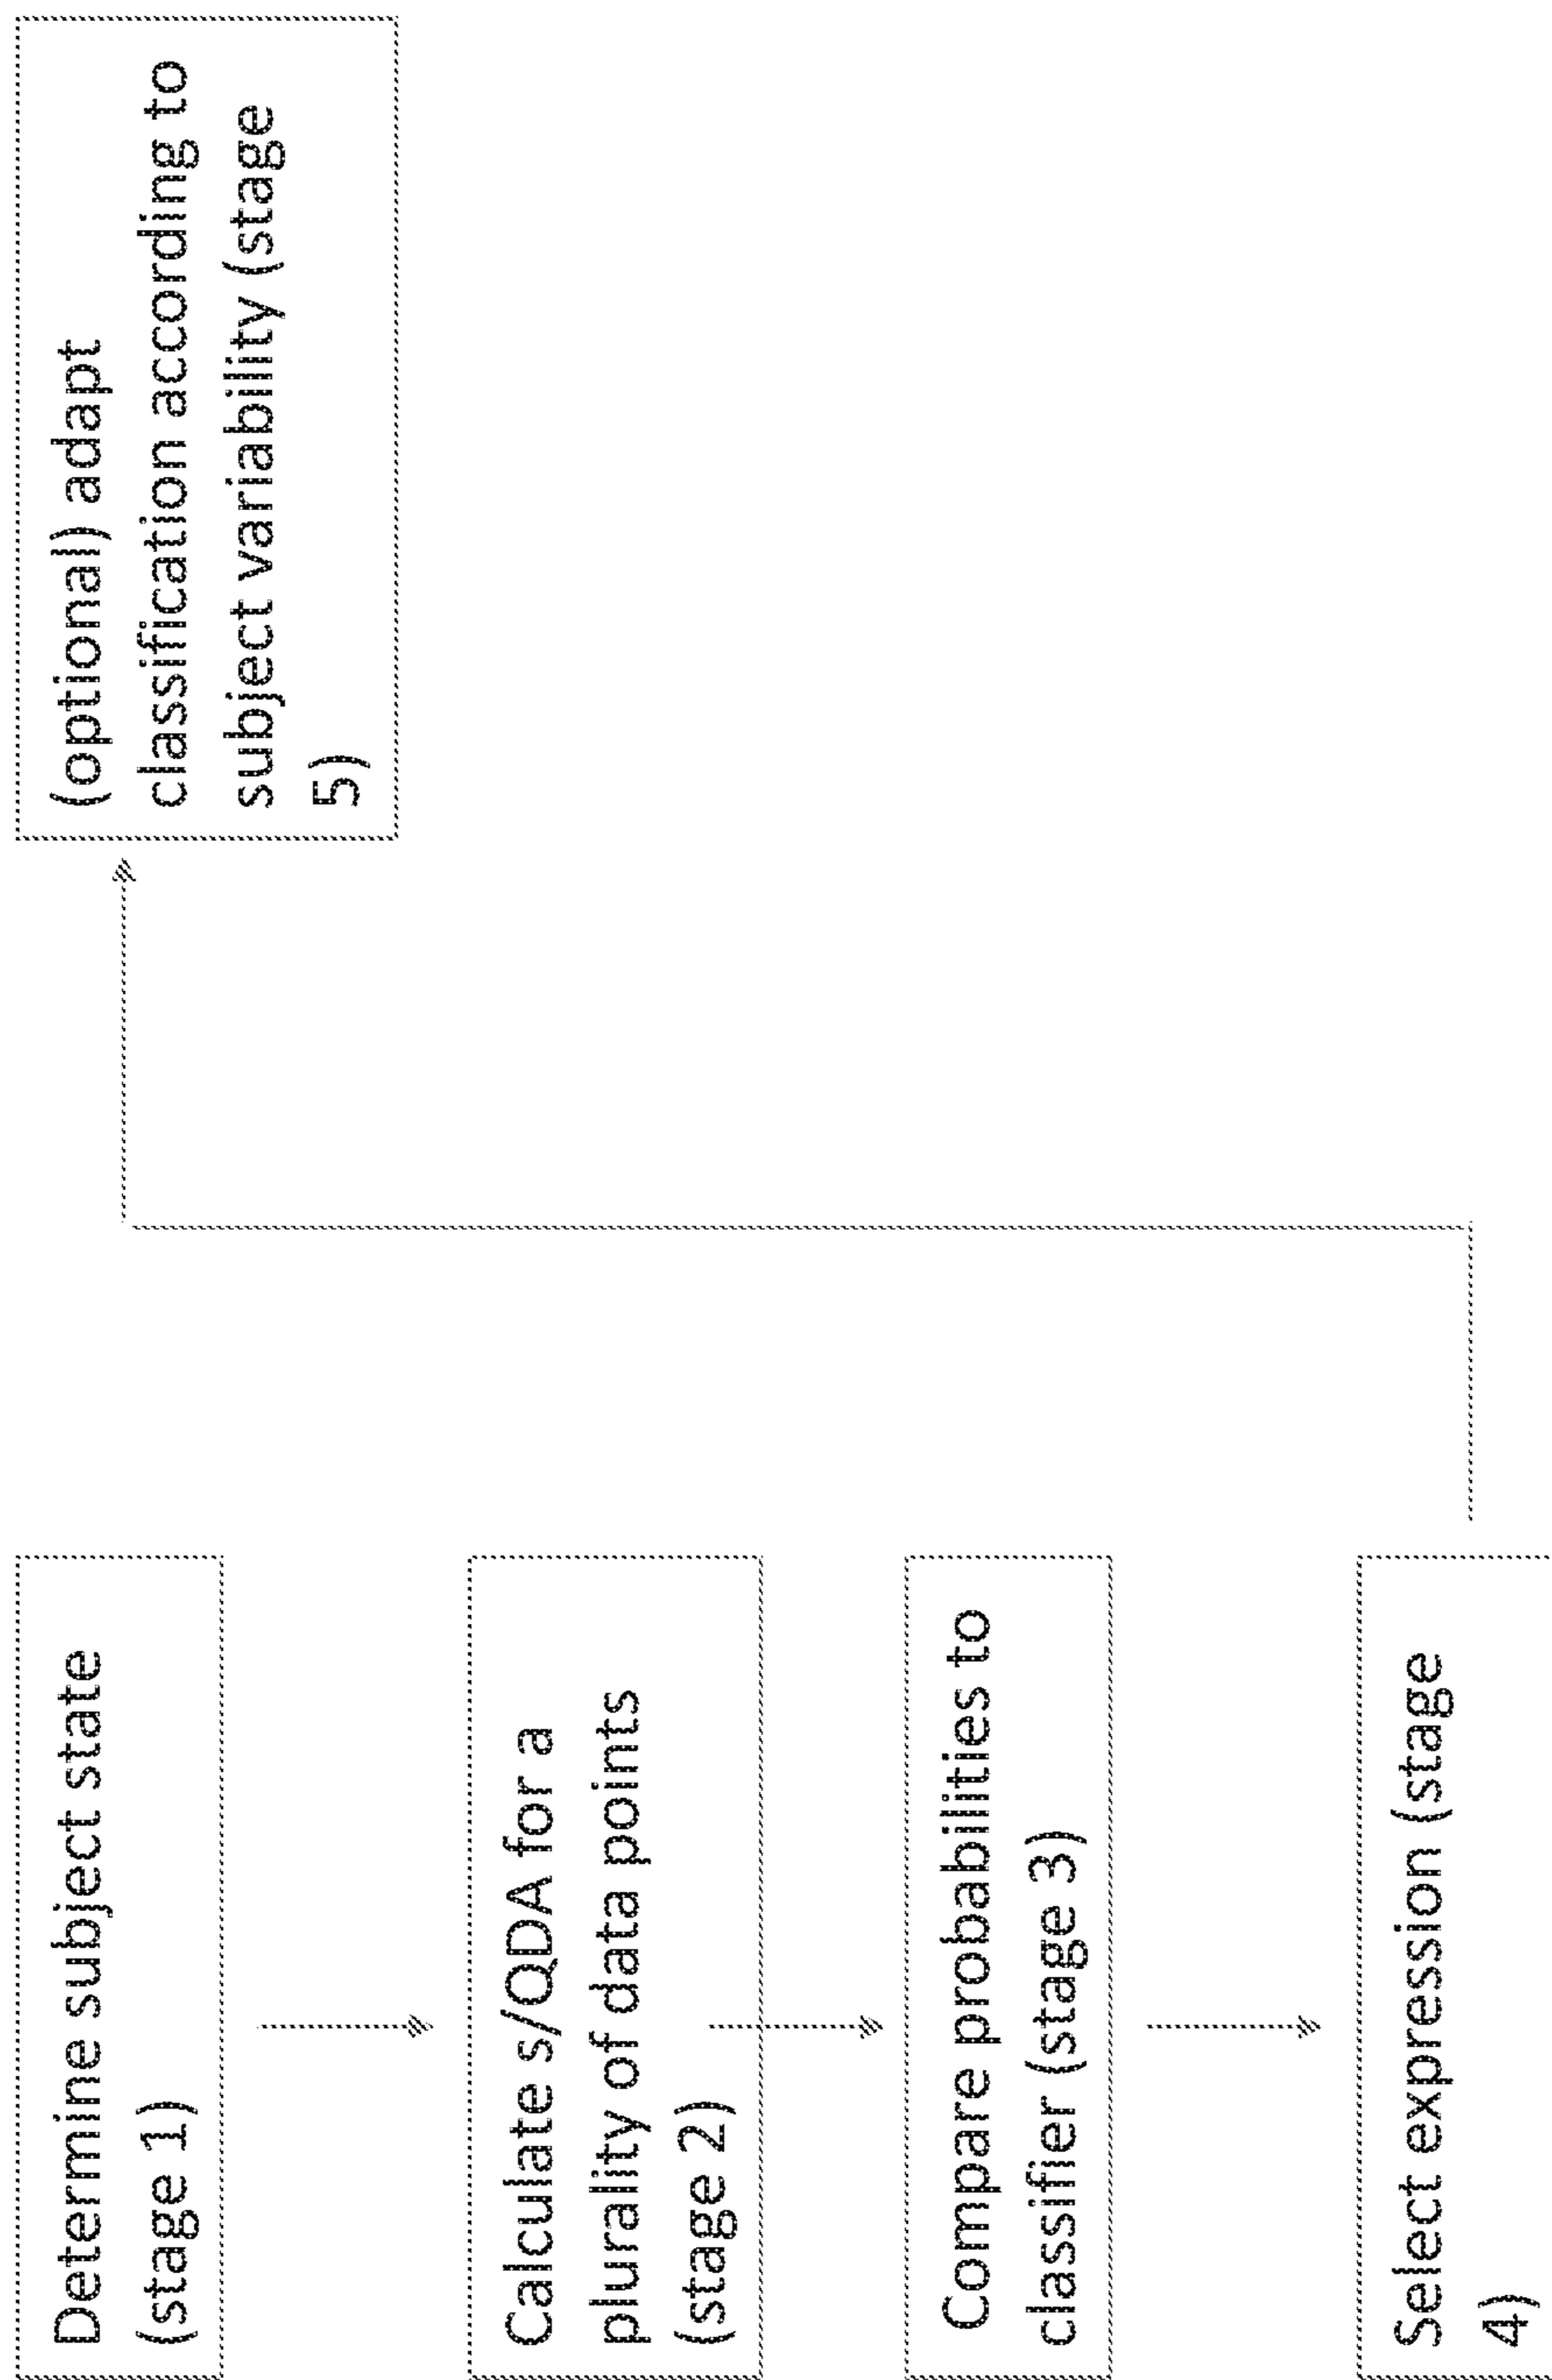 Determine subject state
(stage 1)
Calculate s/QDA for a
plurality of data points
(stage 2)
Compare probabilities to
classifier (stage 3)
Select expression (stage
4)
(optional) adapt
classification according to
subject variability (stage
5)